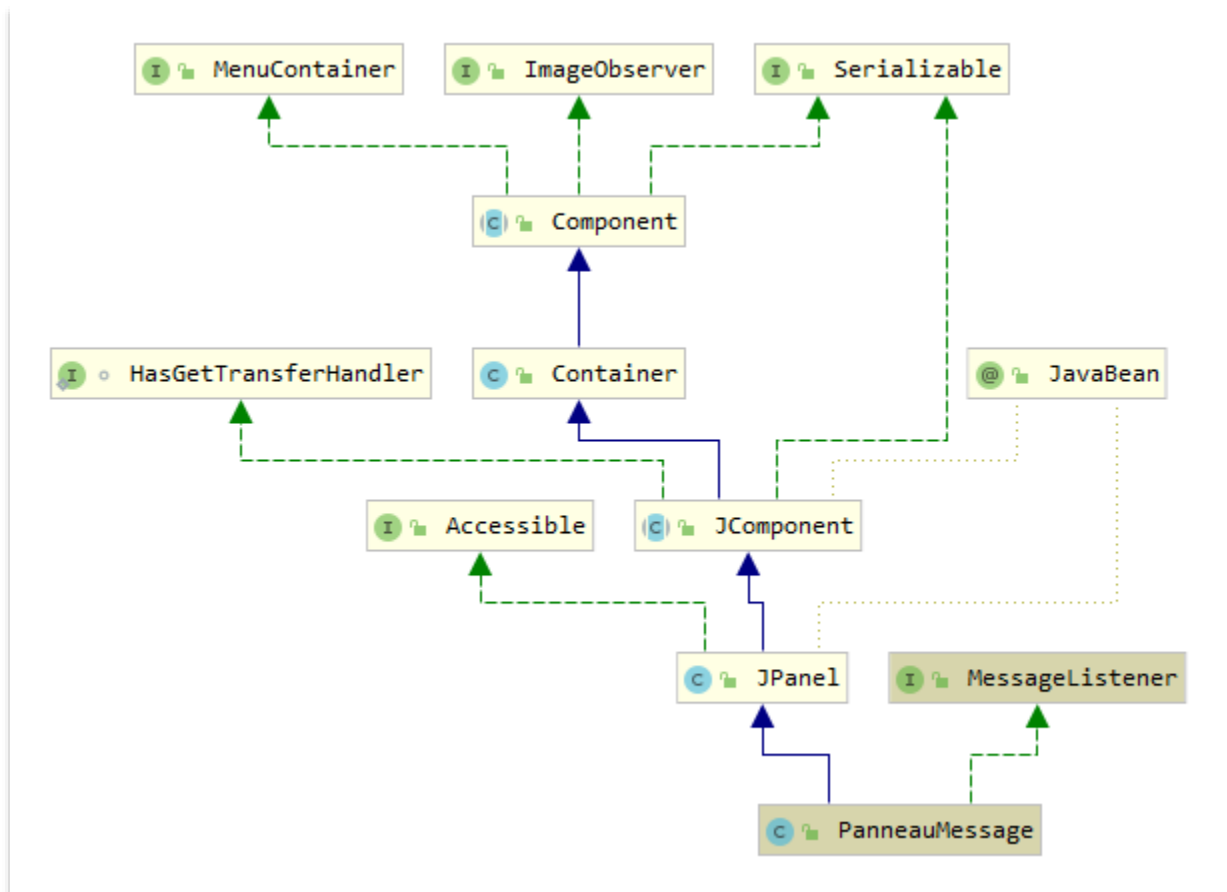 I MenuContainer
I ImageObserver
I Serializable
C Component
I HasGetTransferHandler
C Container
@ JavaBean
I Accessible
C JComponent
C JPanel
I MessageListener
C PanneauMessage